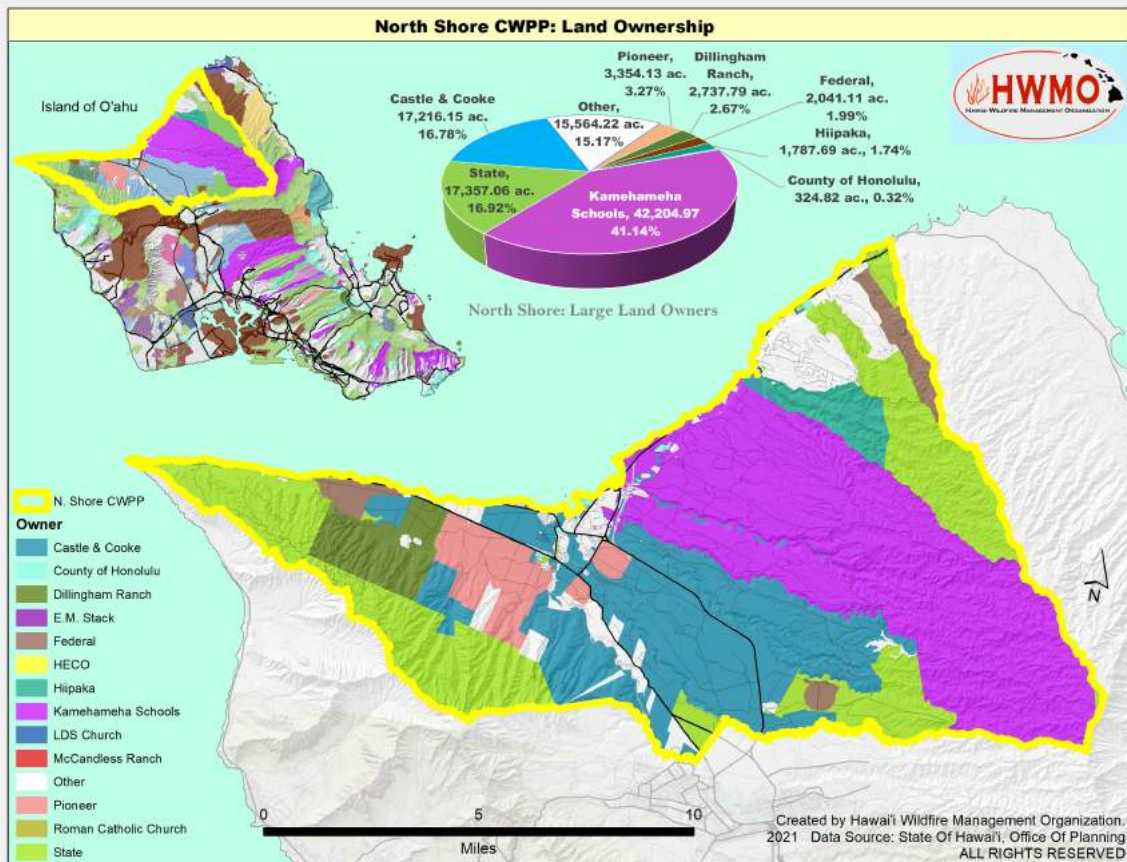 North Shore CWPP: Land Ownership
Island of O'ahu
Castle & Cooke
17,216.15 ac.
16.78%
Other,
15,564.22 ac.
15.17%
Pioneer,
3,354.13 ac.
3.27%
Dillingham
Ranch,
2,737.79 ac.
2.67%
Federal,
2,041.11 ac.
1.99%
Hiipaka,
1,787.69 ac., 1.74%
County of Honolulu,
324.82 ac., 0.32%
State,
17,357.06 ac.
16.92%
Kamehameha
Schools, 42,204.97
41.14%
North Shore: Large Land Owners
HWMO
HAWAII WILDFIRE MANAGEMENT ORGANIZATION
N. Shore CWPP
Owner
Castle & Cooke
County of Honolulu
Dillingham Ranch
E.M. Stack
Federal
HECO
Hiipaka
Kamehameha Schools
LDS Church
McCandless Ranch
Other
Pioneer
Roman Catholic Church
State
0 5 10
Miles
N
Created by Hawai'i Wildfire Management Organization.
2021 Data Source: State Of Hawai'i, Office Of Planning
ALL RIGHTS RESERVED